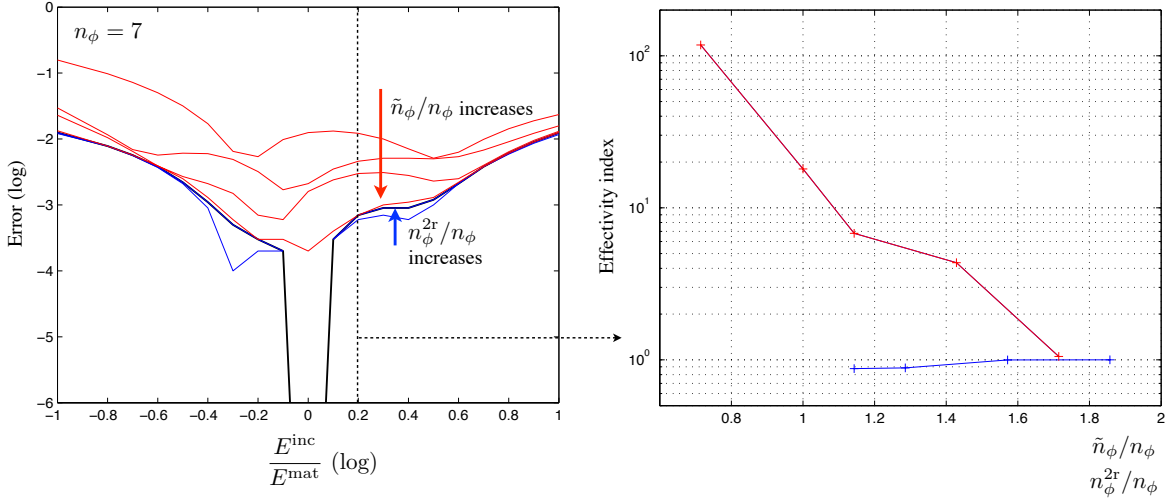 0
−1
−2
−3
−4
−5
−6
Error (log)
n_ϕ = 7
ñ_ϕ/n_ϕ increases
n_ϕ^{2r}/n_ϕ
increases
−1 −0.8 −0.6 −0.4 −0.2 0 0.2 0.4 0.6 0.8 1
E^{inc}
E^{mat} (log)
10^2
10^1
10^0
Effectivity index
0.8 1 1.2 1.4 1.6 1.8 2
ñ_ϕ/n_ϕ
n_ϕ^{2r}/n_ϕ